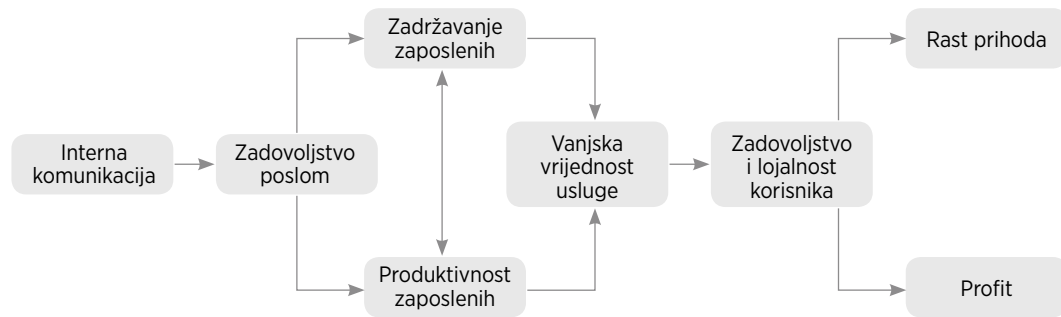 Interna
komunikacija
Zadovoljstvo
poslom
Zadržavanje
zaposlenih
Produktivnost
zaposlenih
Vanjska
vrijednost
usluge
Zadovoljstvo
i lojalnost
korisnika
Rast prihoda
Profit